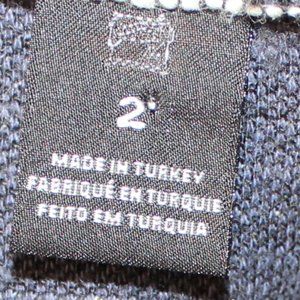 2
MADE IN TURKEY
FABRIQUÉ EN TURQUIE
FEITO EM TURQUIA